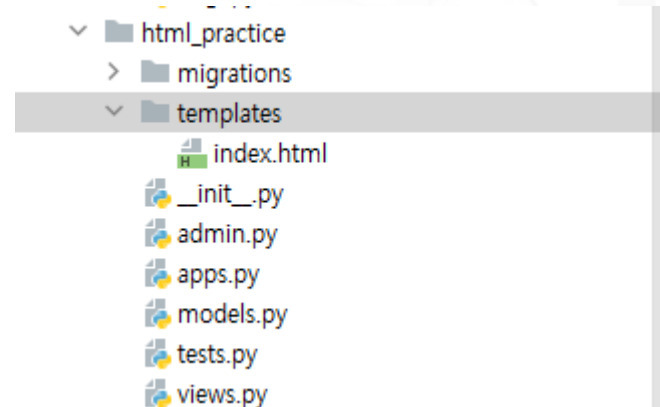 html_practice
migrations
templates
index.html
__init__.py
admin.py
apps.py
models.py
tests.py
views.py